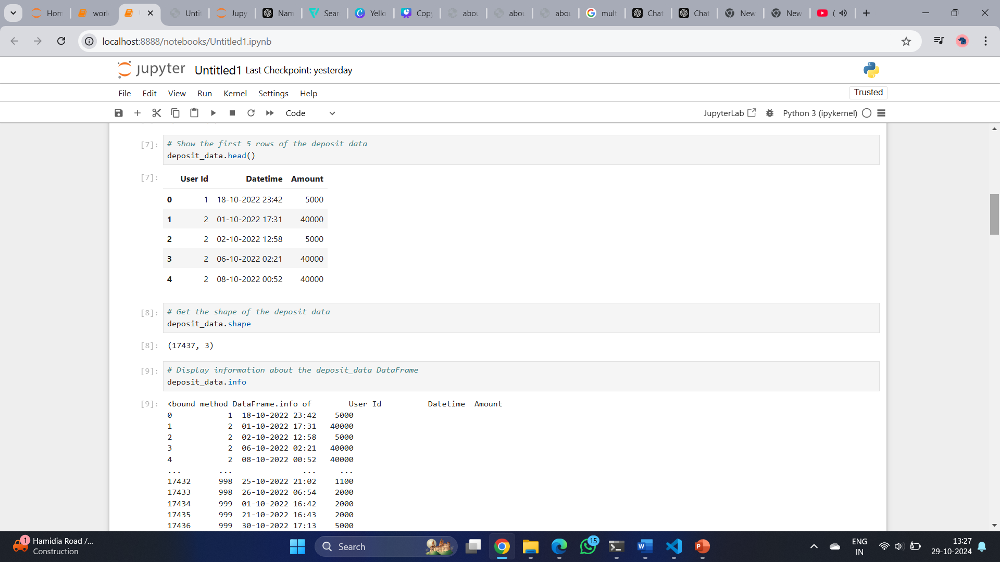 Hom
worl
Unti
Jupy
Nam
Sear
Yello
Copy
abou
abou
abou
mult
Chat
Chat
New
New
(
localhost:8888/notebooks/Untitled1.ipynb
jupyter Untitled1 Last Checkpoint: yesterday
File Edit View Run Kernel Settings Help
Trusted
Code
JupyterLab
Python 3 (ipykernel)
[7]: # Show the first 5 rows of the deposit data
deposit_data.head()
[7]: User Id Datetime Amount
0 1 18-10-2022 23:42 5000
1 2 01-10-2022 17:31 40000
2 2 02-10-2022 12:58 5000
3 2 06-10-2022 02:21 40000
4 2 08-10-2022 00:52 40000
[8]: # Get the shape of the deposit data
deposit_data.shape
[8]: (17437, 3)
[9]: # Display information about the deposit_data DataFrame
deposit_data.info
[9]: <bound method DataFrame.info of User Id Datetime Amount
0 1 18-10-2022 23:42 5000
1 2 01-10-2022 17:31 40000
2 2 02-10-2022 12:58 5000
3 2 06-10-2022 02:21 40000
4 2 08-10-2022 00:52 40000
... ... ... ...
17432 998 25-10-2022 21:02 1100
17433 998 26-10-2022 06:54 2000
17434 999 01-10-2022 16:42 2000
17435 999 21-10-2022 16:43 2000
17436 999 30-10-2022 17:13 5000
1
Hamidia Road /...
Construction
Search
15
ENG
IN
13:27
29-10-2024